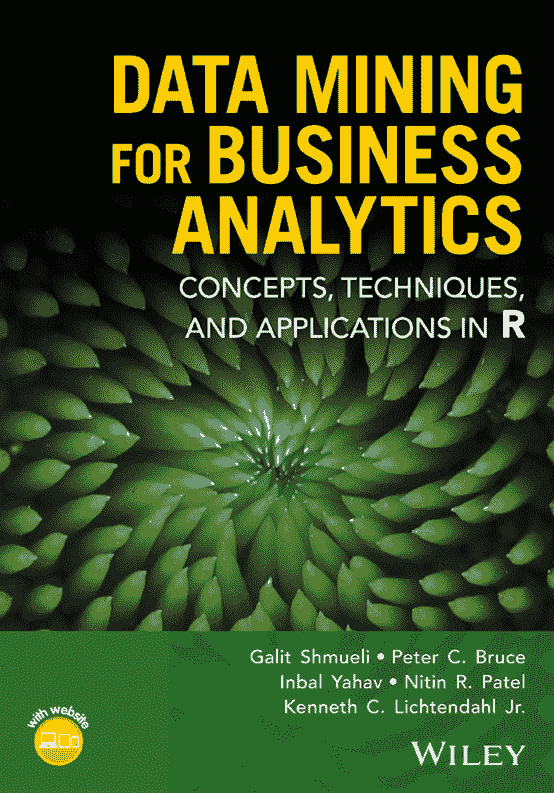 DATA MINING
FOR BUSINESS
ANALYTICS
CONCEPTS, TECHNIQUES,
AND APPLICATIONS IN R
Galit Shmueli • Peter C. Bruce
Inbal Yahav • Nitin R. Patel
Kenneth C. Lichtendahl Jr.
with website
WILEY